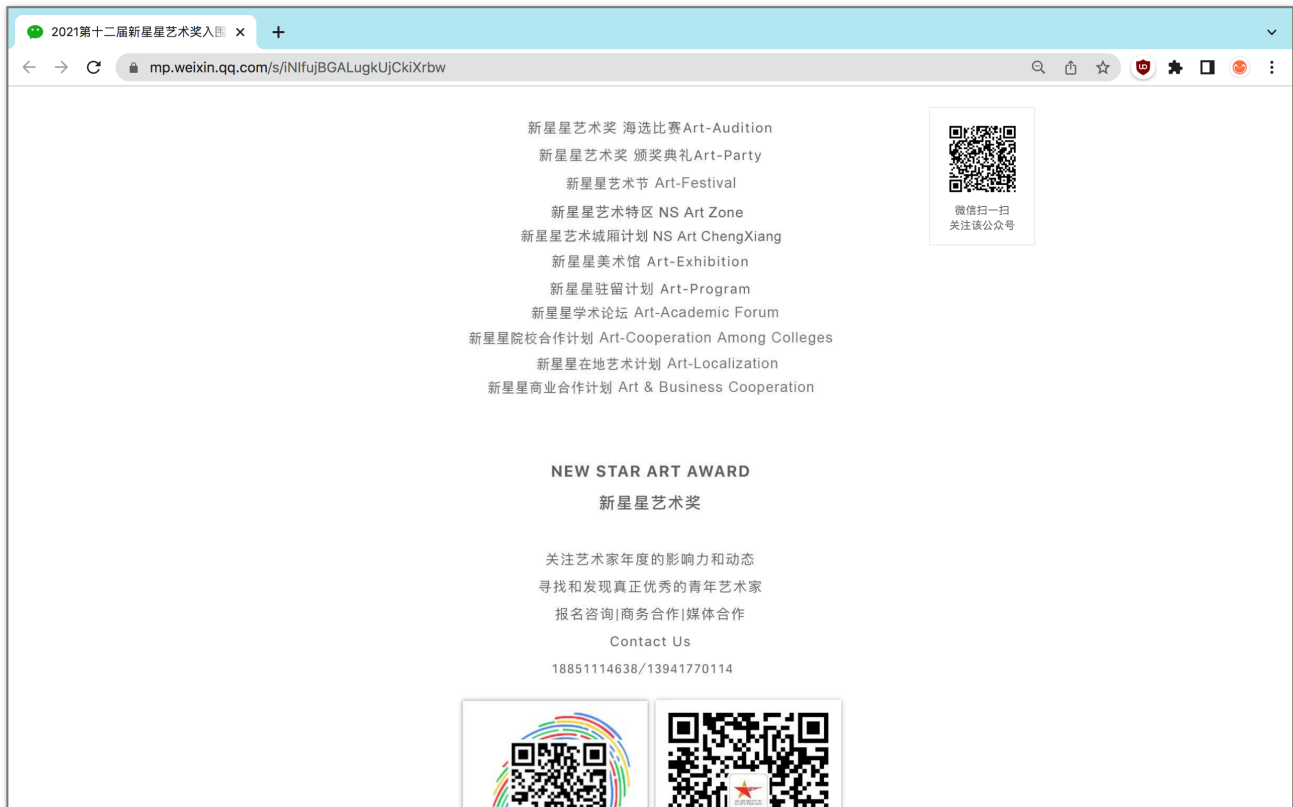 2021第十二届新星星艺术奖入围
mp.weixin.qq.com/s/iNIfujBGALugkUjCkiXrbw
新星星艺术奖 海选比赛Art-Audition
新星星艺术奖 颁奖典礼Art-Party
新星星艺术节 Art-Festival
新星星艺术特区 NS Art Zone
新星星艺术城厢计划 NS Art ChengXiang
新星星美术馆 Art-Exhibition
新星星驻留计划 Art-Program
新星星学术论坛 Art-Academic Forum
新星星院校合作计划 Art-Cooperation Among Colleges
新星星在地艺术计划 Art-Localization
新星星商业合作计划 Art & Business Cooperation
微信扫一扫
关注该公众号
NEW STAR ART AWARD
新星星艺术奖
关注艺术家年度的影响力和动态
寻找和发现真正优秀的青年艺术家
报名咨询|商务合作|媒体合作
Contact Us
18851114638/13941770114